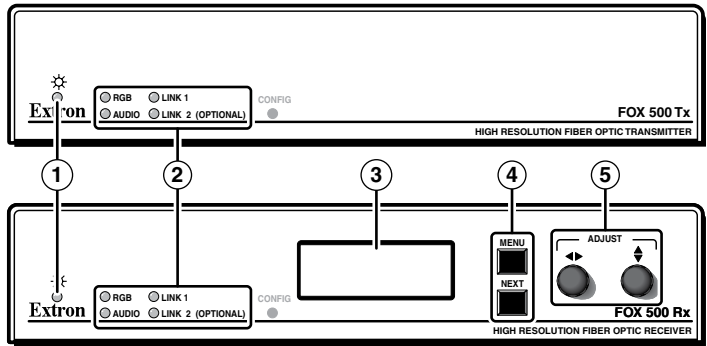 RGB LINK 1 CONFIG
Extron AUDIO LINK 2 (OPTIONAL) FOX 500 Tx
HIGH RESOLUTION FIBER OPTIC TRANSMITTER
1 2 3 4 5
MENU ADJUST
NEXT
RGB LINK 1 CONFIG
Extron AUDIO LINK 2 (OPTIONAL) FOX 500 Rx
HIGH RESOLUTION FIBER OPTIC RECEIVER